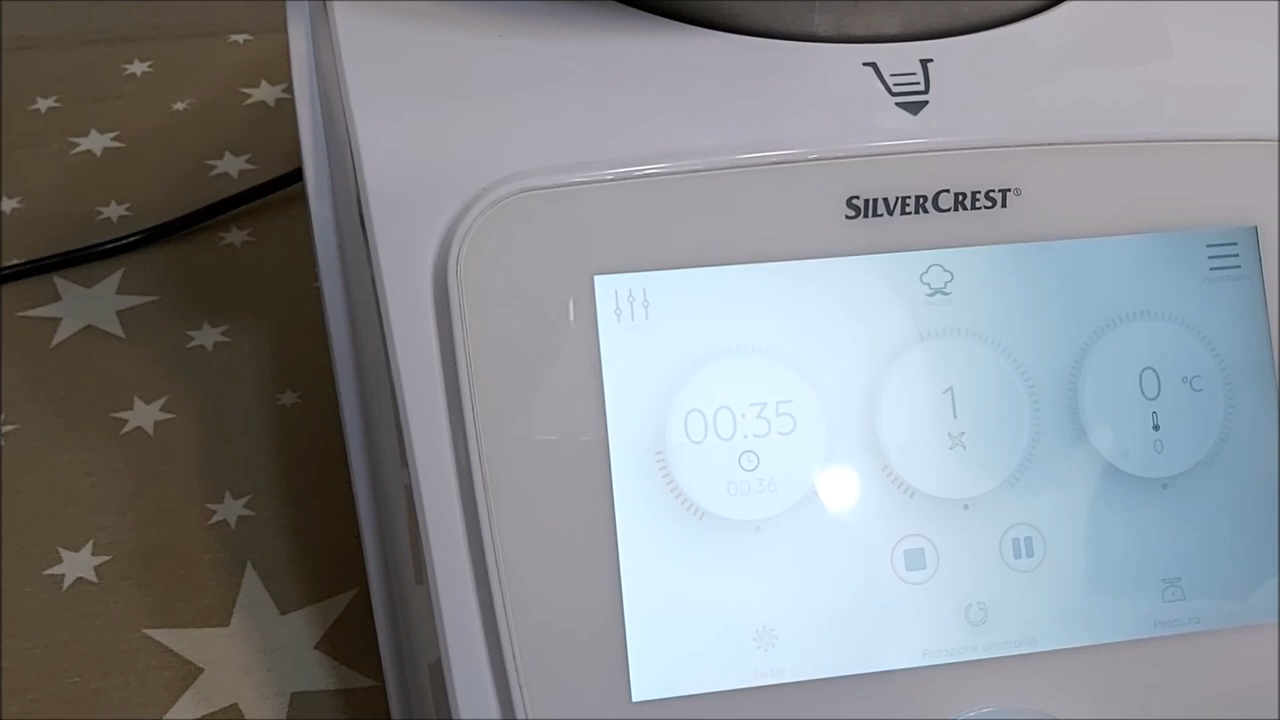 SILVERCREST®
00:35
00:36
1
0 °C
0
Rotazione sinistrorsa
Pesatura